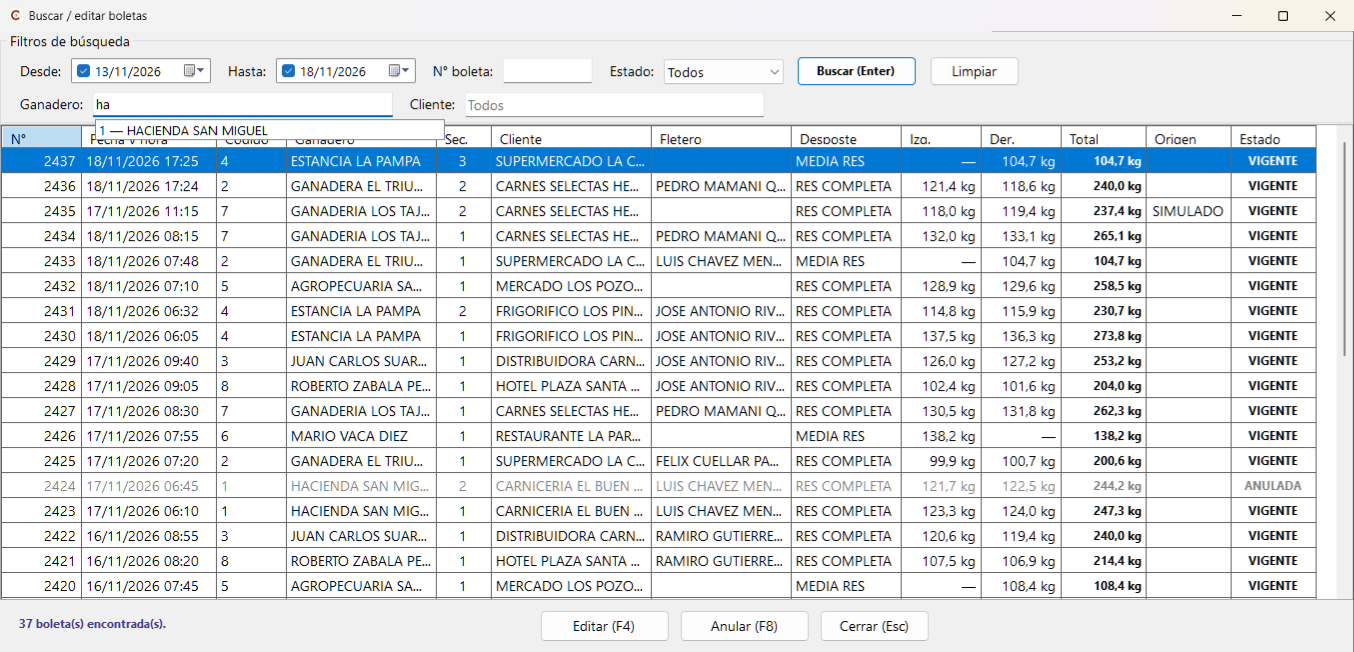 Buscar / editar boletas
Filtros de búsqueda
Desde: 13/11/2026 Hasta: 18/11/2026 N° boleta: Estado: Todos Buscar (Enter) Limpiar
Ganadero: ha Cliente: Todos
1 — HACIENDA SAN MIGUEL
N° Fecha y hora Código Ganadero Sec. Cliente Fletero Desposte Izq. Der. Total Origen Estado
2437 18/11/2026 17:25 4 ESTANCIA LA PAMPA 3 SUPERMERCADO LA C... MEDIA RES — 104,7 kg 104,7 kg VIGENTE
2436 18/11/2026 17:24 2 GANADERA EL TRIU... 2 CARNES SELECTAS HE... PEDRO MAMANI Q... RES COMPLETA 121,4 kg 118,6 kg 240,0 kg VIGENTE
2435 17/11/2026 11:15 7 GANADERIA LOS TAJ... 2 CARNES SELECTAS HE... RES COMPLETA 118,0 kg 119,4 kg 237,4 kg SIMULADO VIGENTE
2434 18/11/2026 08:15 7 GANADERIA LOS TAJ... 1 CARNES SELECTAS HE... PEDRO MAMANI Q... RES COMPLETA 132,0 kg 133,1 kg 265,1 kg VIGENTE
2433 18/11/2026 07:48 2 GANADERA EL TRIU... 1 SUPERMERCADO LA C... LUIS CHAVEZ MEN... MEDIA RES — 104,7 kg 104,7 kg VIGENTE
2432 18/11/2026 07:10 5 AGROPECUARIA SA... 1 MERCADO LOS POZO... RES COMPLETA 128,9 kg 129,6 kg 258,5 kg VIGENTE
2431 18/11/2026 06:32 4 ESTANCIA LA PAMPA 2 FRIGORIFICO LOS PIN... JOSE ANTONIO RIV... RES COMPLETA 114,8 kg 115,9 kg 230,7 kg VIGENTE
2430 18/11/2026 06:05 4 ESTANCIA LA PAMPA 1 FRIGORIFICO LOS PIN... JOSE ANTONIO RIV... RES COMPLETA 137,5 kg 136,3 kg 273,8 kg VIGENTE
2429 17/11/2026 09:40 3 JUAN CARLOS SUAR... 1 DISTRIBUIDORA CARN... JOSE ANTONIO RIV... RES COMPLETA 126,0 kg 127,2 kg 253,2 kg VIGENTE
2428 17/11/2026 09:05 8 ROBERTO ZABALA PE... 1 HOTEL PLAZA SANTA ... JOSE ANTONIO RIV... RES COMPLETA 102,4 kg 101,6 kg 204,0 kg VIGENTE
2427 17/11/2026 08:30 7 GANADERIA LOS TAJ... 1 CARNES SELECTAS HE... PEDRO MAMANI Q... RES COMPLETA 130,5 kg 131,8 kg 262,3 kg VIGENTE
2426 17/11/2026 07:55 6 MARIO VACA DIEZ 1 RESTAURANTE LA PAR... MEDIA RES 138,2 kg — 138,2 kg VIGENTE
2425 17/11/2026 07:20 2 GANADERA EL TRIU... 1 SUPERMERCADO LA C... FELIX CUELLAR PA... RES COMPLETA 99,9 kg 100,7 kg 200,6 kg VIGENTE
2424 17/11/2026 06:45 1 HACIENDA SAN MIG... 2 CARNICERIA EL BUEN ... LUIS CHAVEZ MEN... RES COMPLETA 121,7 kg 122,5 kg 244,2 kg ANULADA
2423 17/11/2026 06:10 1 HACIENDA SAN MIG... 1 CARNICERIA EL BUEN ... LUIS CHAVEZ MEN... RES COMPLETA 123,3 kg 124,0 kg 247,3 kg VIGENTE
2422 16/11/2026 08:55 3 JUAN CARLOS SUAR... 1 DISTRIBUIDORA CARN... RAMIRO GUTIERRE... RES COMPLETA 120,6 kg 119,4 kg 240,0 kg VIGENTE
2421 16/11/2026 08:20 8 ROBERTO ZABALA PE... 1 HOTEL PLAZA SANTA ... RAMIRO GUTIERRE... RES COMPLETA 107,5 kg 106,9 kg 214,4 kg VIGENTE
2420 16/11/2026 07:45 5 AGROPECUARIA SA... 1 MERCADO LOS POZO... MEDIA RES — 108,4 kg 108,4 kg VIGENTE
37 boleta(s) encontrada(s). Editar (F4) Anular (F8) Cerrar (Esc)